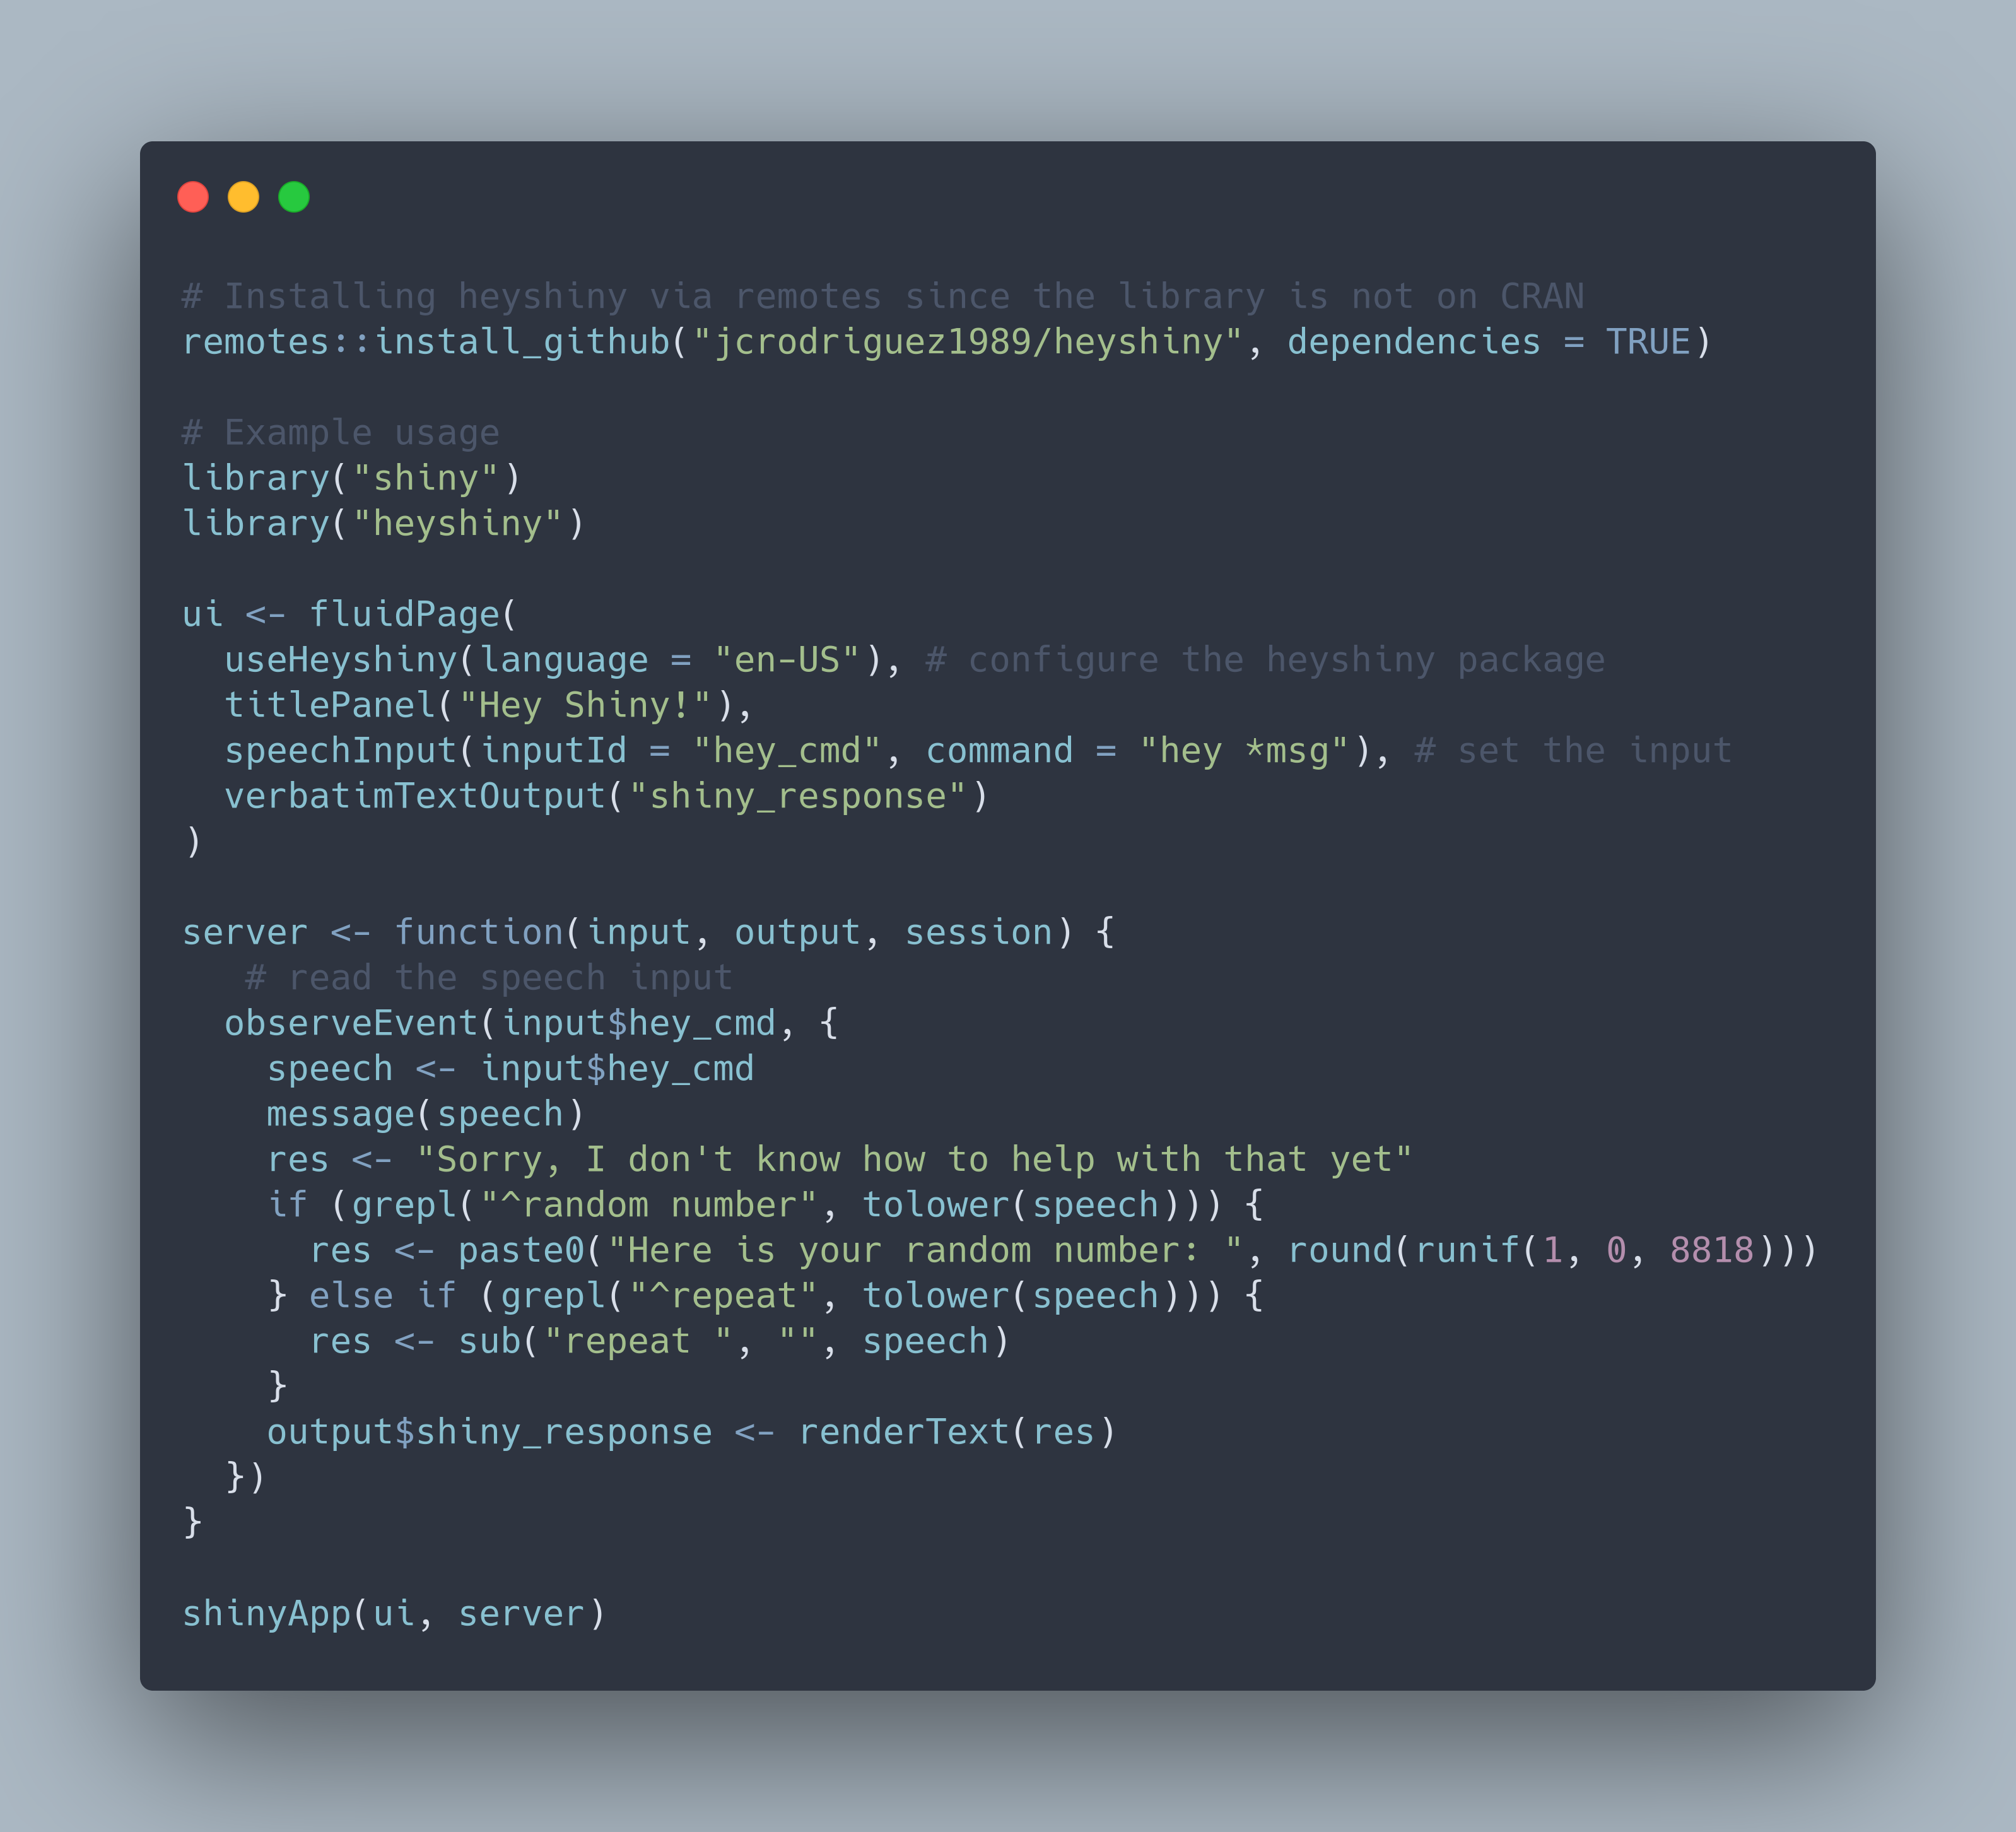 # Installing heyshiny via remotes since the library is not on CRAN
remotes::install_github("jcrodriguez1989/heyshiny", dependencies = TRUE)

# Example usage
library("shiny")
library("heyshiny")

ui <- fluidPage(
  useHeyshiny(language = "en-US"), # configure the heyshiny package
  titlePanel("Hey Shiny!"),
  speechInput(inputId = "hey_cmd", command = "hey *msg"), # set the input
  verbatimTextOutput("shiny_response")
)

server <- function(input, output, session) {
   # read the speech input
  observeEvent(input$hey_cmd, {
    speech <- input$hey_cmd
    message(speech)
    res <- "Sorry, I don't know how to help with that yet"
    if (grepl("^random number", tolower(speech))) {
      res <- paste0("Here is your random number: ", round(runif(1, 0, 8818)))
    } else if (grepl("^repeat", tolower(speech))) {
      res <- sub("repeat ", "", speech)
    }
    output$shiny_response <- renderText(res)
  })
}

shinyApp(ui, server)